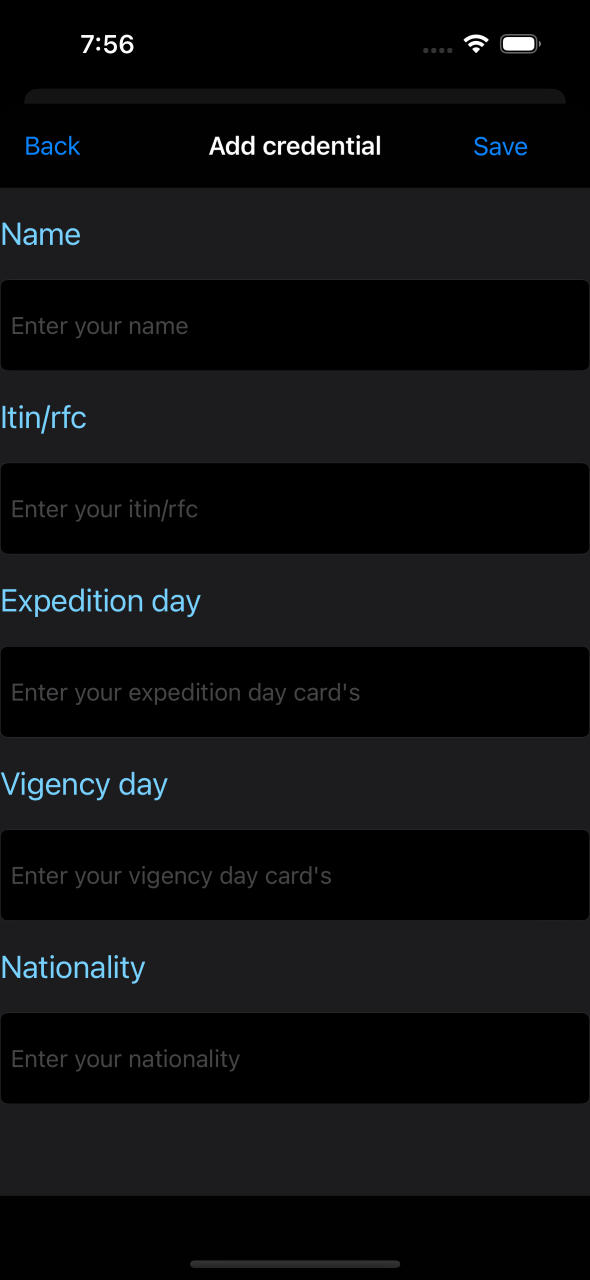 7:56
Back Add credential Save
Name
Enter your name
Itin/rfc
Enter your itin/rfc
Expedition day
Enter your expedition day card's
Vigency day
Enter your vigency day card's
Nationality
Enter your nationality